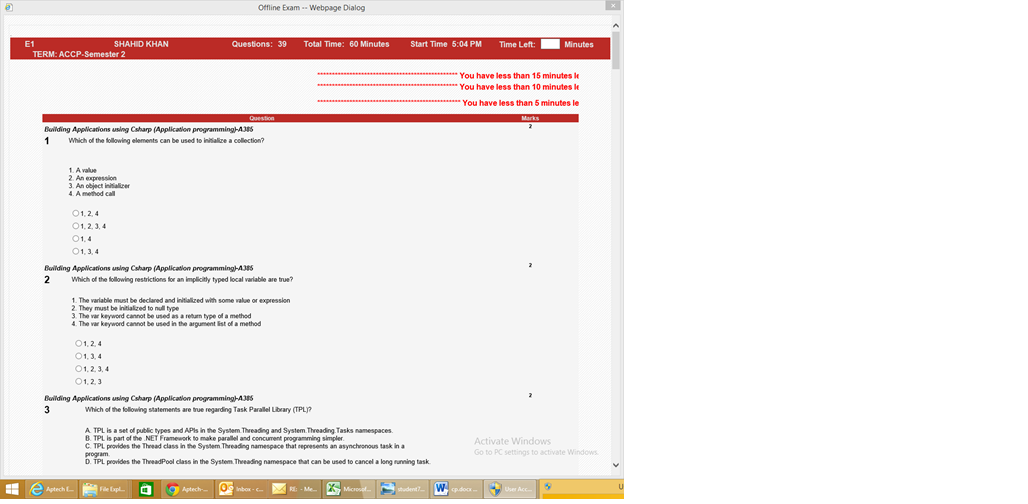 Offline Exam -- Webpage Dialog
E1 SHAHID KHAN Questions: 39 Total Time: 60 Minutes Start Time 5:04 PM Time Left: Minutes
TERM: ACCP-Semester 2
You have less than 15 minutes le
You have less than 10 minutes le
You have less than 5 minutes le
Question Marks
Building Applications using Csharp (Application programming)-A385 2
1 Which of the following elements can be used to initialize a collection?
1. A value
2. An expression
3. An object initializer
4. A method call
1, 2, 4
1, 2, 3, 4
1, 4
1, 3, 4
Building Applications using Csharp (Application programming)-A385 2
2 Which of the following restrictions for an implicitly typed local variable are true?
1. The variable must be declared and initialized with some value or expression
2. They must be initialized to null type
3. The var keyword cannot be used as a return type of a method
4. The var keyword cannot be used in the argument list of a method
1, 2, 4
1, 3, 4
1, 2, 3, 4
1, 2, 3
Building Applications using Csharp (Application programming)-A385 2
3 Which of the following statements are true regarding Task Parallel Library (TPL)?
A. TPL is a set of public types and APIs in the System.Threading and System.Threading.Tasks namespaces.
B. TPL is part of the .NET Framework to make parallel and concurrent programming simpler.
C. TPL provides the Thread class in the System.Threading namespace that represents an asynchronous task in a
program.
D. TPL provides the ThreadPool class in the System.Threading namespace that can be used to cancel a long running task.
Activate Windows
Go to PC settings to activate Windows.
Aptech E... File Expl... Aptech-... Inbox - c... RE: - Me... Microsof... student7... cp.docx ... User Acc... U